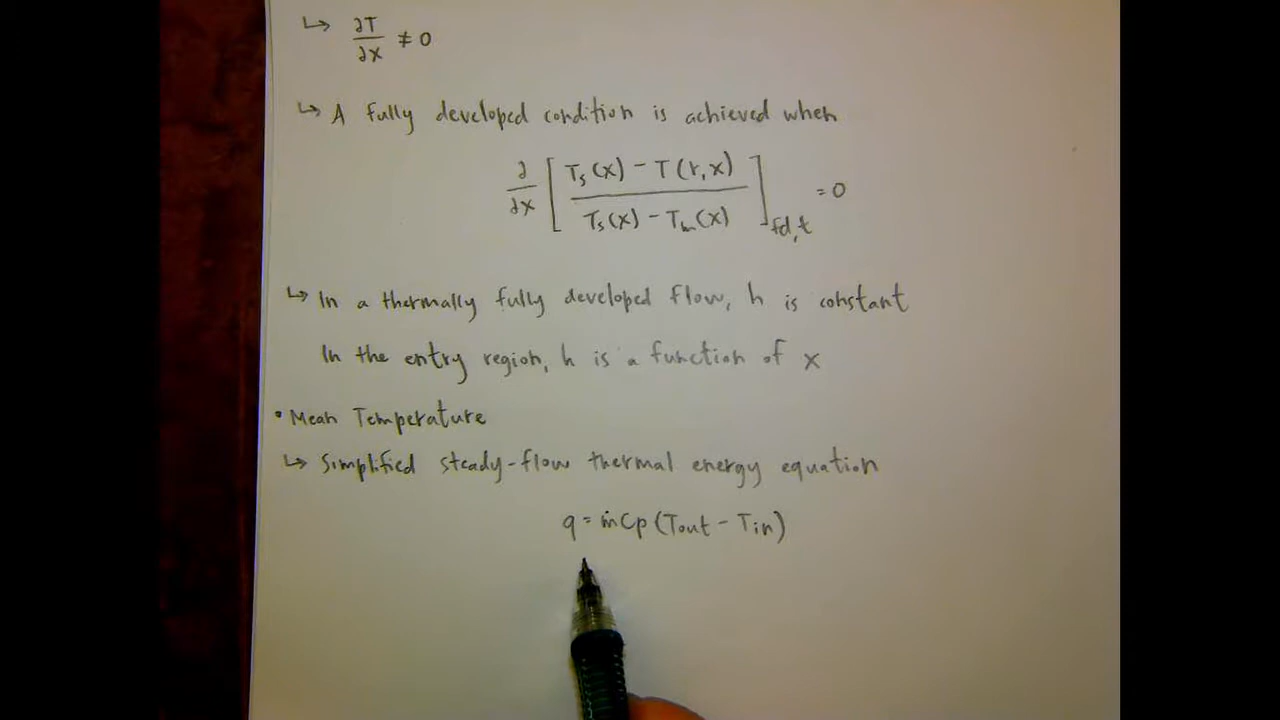 ↳ ∂T/∂x ≠ 0
↳ A fully developed condition is achieved when
∂/∂x [ (Ts(x) - T(r,x)) / (Ts(x) - Tm(x)) ]fd,t = 0
↳ In a thermally fully developed flow, h is constant
In the entry region, h is a function of x
• Mean Temperature
↳ Simplified steady-flow thermal energy equation
q = ṁCp(Tout - Tin)